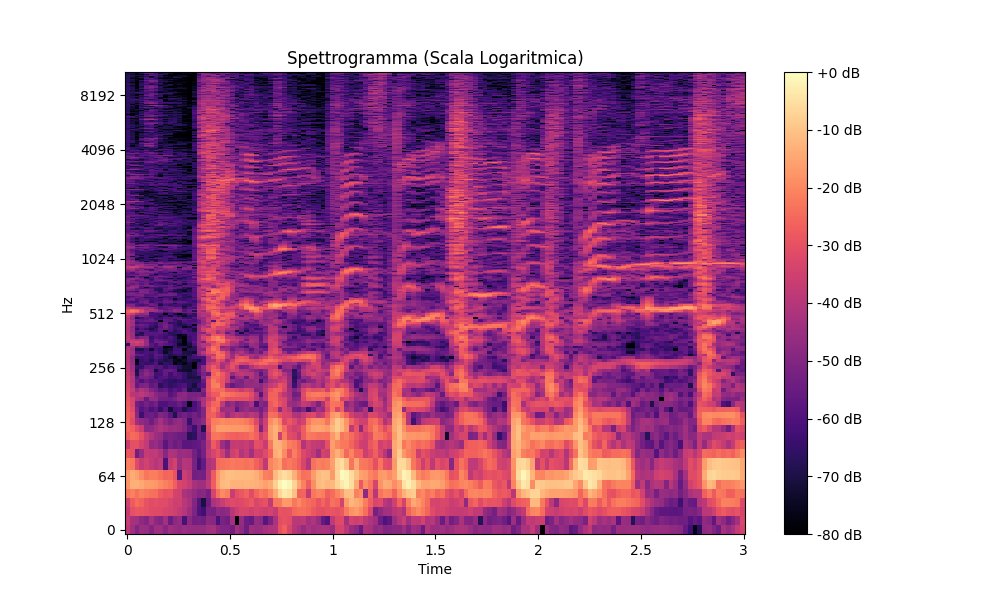 Spettrogramma (Scala Logaritmica)
Hz
8192
4096
2048
1024
512
256
128
64
0
0 0.5 1 1.5 2 2.5 3
Time
+0 dB
-10 dB
-20 dB
-30 dB
-40 dB
-50 dB
-60 dB
-70 dB
-80 dB